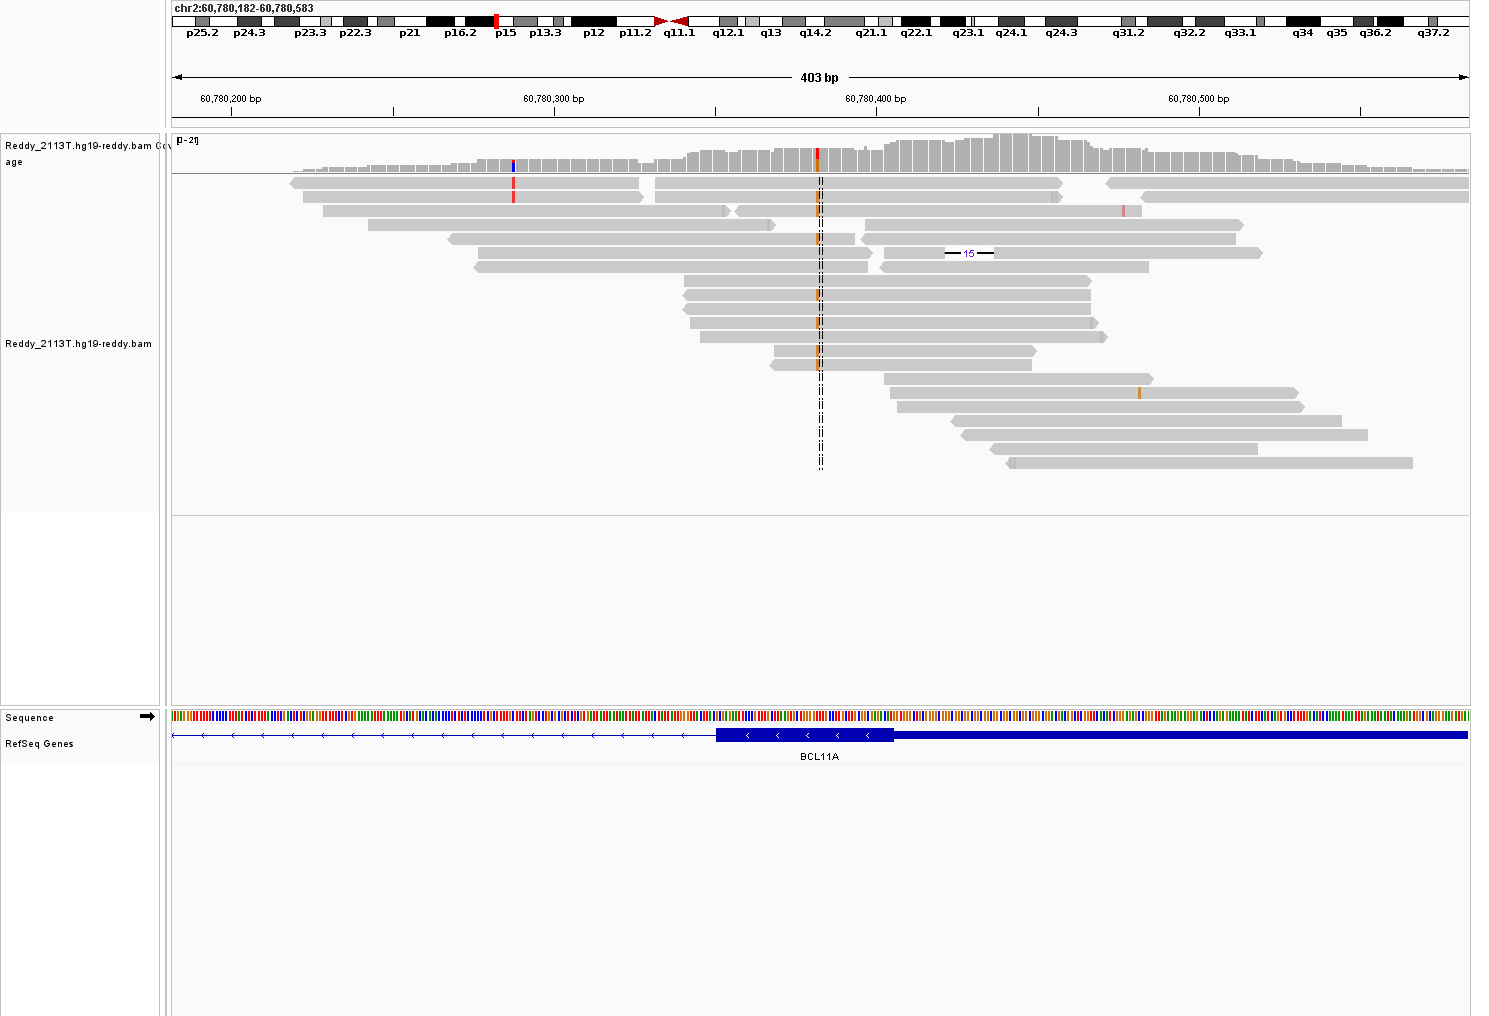 chr2:60,780,182-60,780,583
p25.2 p24.3 p23.3 p22.3 p21 p16.2 p15 p13.3 p12 p11.2 q11.1 q12.1 q13 q14.2 q21.1 q22.1 q23.1 q24.1 q24.3 q31.2 q32.2 q33.1 q34 q35 q36.2 q37.2
403 bp
60,780,200 bp 60,780,300 bp 60,780,400 bp 60,780,500 bp
Reddy_2113T.hg19-reddy.bam Cov
age
[0-21]
15
Reddy_2113T.hg19-reddy.bam
Sequence
RefSeq Genes
BCL11A